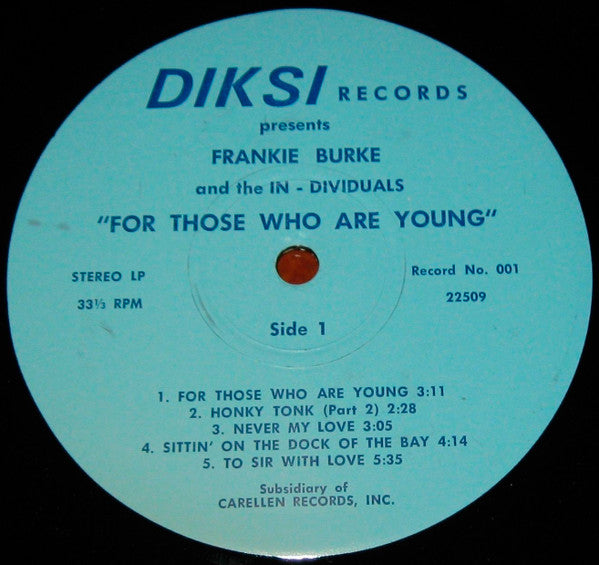 DIKSI RECORDS
presents
FRANKIE BURKE
and the IN - DIVIDUALS
"FOR THOSE WHO ARE YOUNG"
STEREO LP
33⅓ RPM
Record No. 001
22509
Side 1
1. FOR THOSE WHO ARE YOUNG 3:11
2. HONKY TONK (Part 2) 2:28
3. NEVER MY LOVE 3:05
4. SITTIN' ON THE DOCK OF THE BAY 4:14
5. TO SIR WITH LOVE 5:35
Subsidiary of
CARELLEN RECORDS, INC.